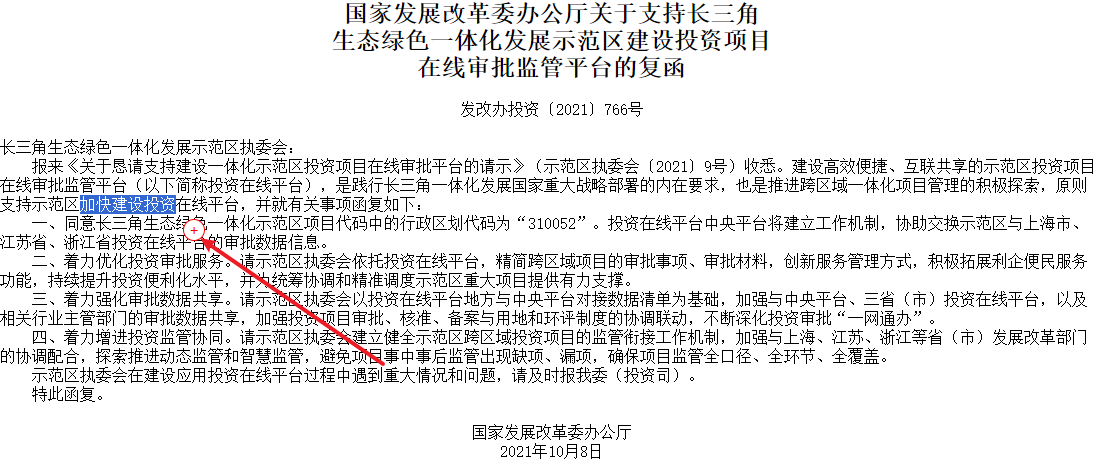 国家发展改革委办公厅关于支持长三角
生态绿色一体化发展示范区建设投资项目
在线审批监管平台的复函
发改办投资〔2021〕766号
长三角生态绿色一体化发展示范区执委会：
报来《关于恳请支持建设一体化示范区投资项目在线审批平台的请示》（示范区执委会〔2021〕9号）收悉。建设高效便捷、互联共享的示范区投资项目
在线审批监管平台（以下简称投资在线平台），是践行长三角一体化发展国家重大战略部署的内在要求，也是推进跨区域一体化项目管理的积极探索，原则
支持示范区加快建设投资在线平台，并就有关事项函复如下：
一、同意长三角生态绿色一体化示范区项目代码中的行政区划代码为“310052”。投资在线平台中央平台将建立工作机制，协助交换示范区与上海市、
江苏省、浙江省投资在线平台的审批数据信息。
二、着力优化投资审批服务。请示范区执委会依托投资在线平台，精简跨区域项目的审批事项、审批材料，创新服务管理方式，积极拓展利企便民服务
功能，持续提升投资便利化水平，并为统筹协调和精准调度示范区重大项目提供有力支撑。
三、着力强化审批数据共享。请示范区执委会以投资在线平台地方与中央平台对接数据清单为基础，加强与中央平台、三省（市）投资在线平台，以及
相关行业主管部门的审批数据共享，加强投资项目审批、核准、备案与用地和环评制度的协调联动，不断深化投资审批“一网通办”。
四、着力增进投资监管协同。请示范区执委会建立健全示范区跨区域投资项目的监管衔接工作机制，加强与上海、江苏、浙江等省（市）发展改革部门
的协调配合，探索推进动态监管和智慧监管，避免项目事中事后监管出现缺项、漏项，确保项目监管全口径、全环节、全覆盖。
示范区执委会在建设应用投资在线平台过程中遇到重大情况和问题，请及时报我委（投资司）。
特此函复。
国家发展改革委办公厅
2021年10月8日